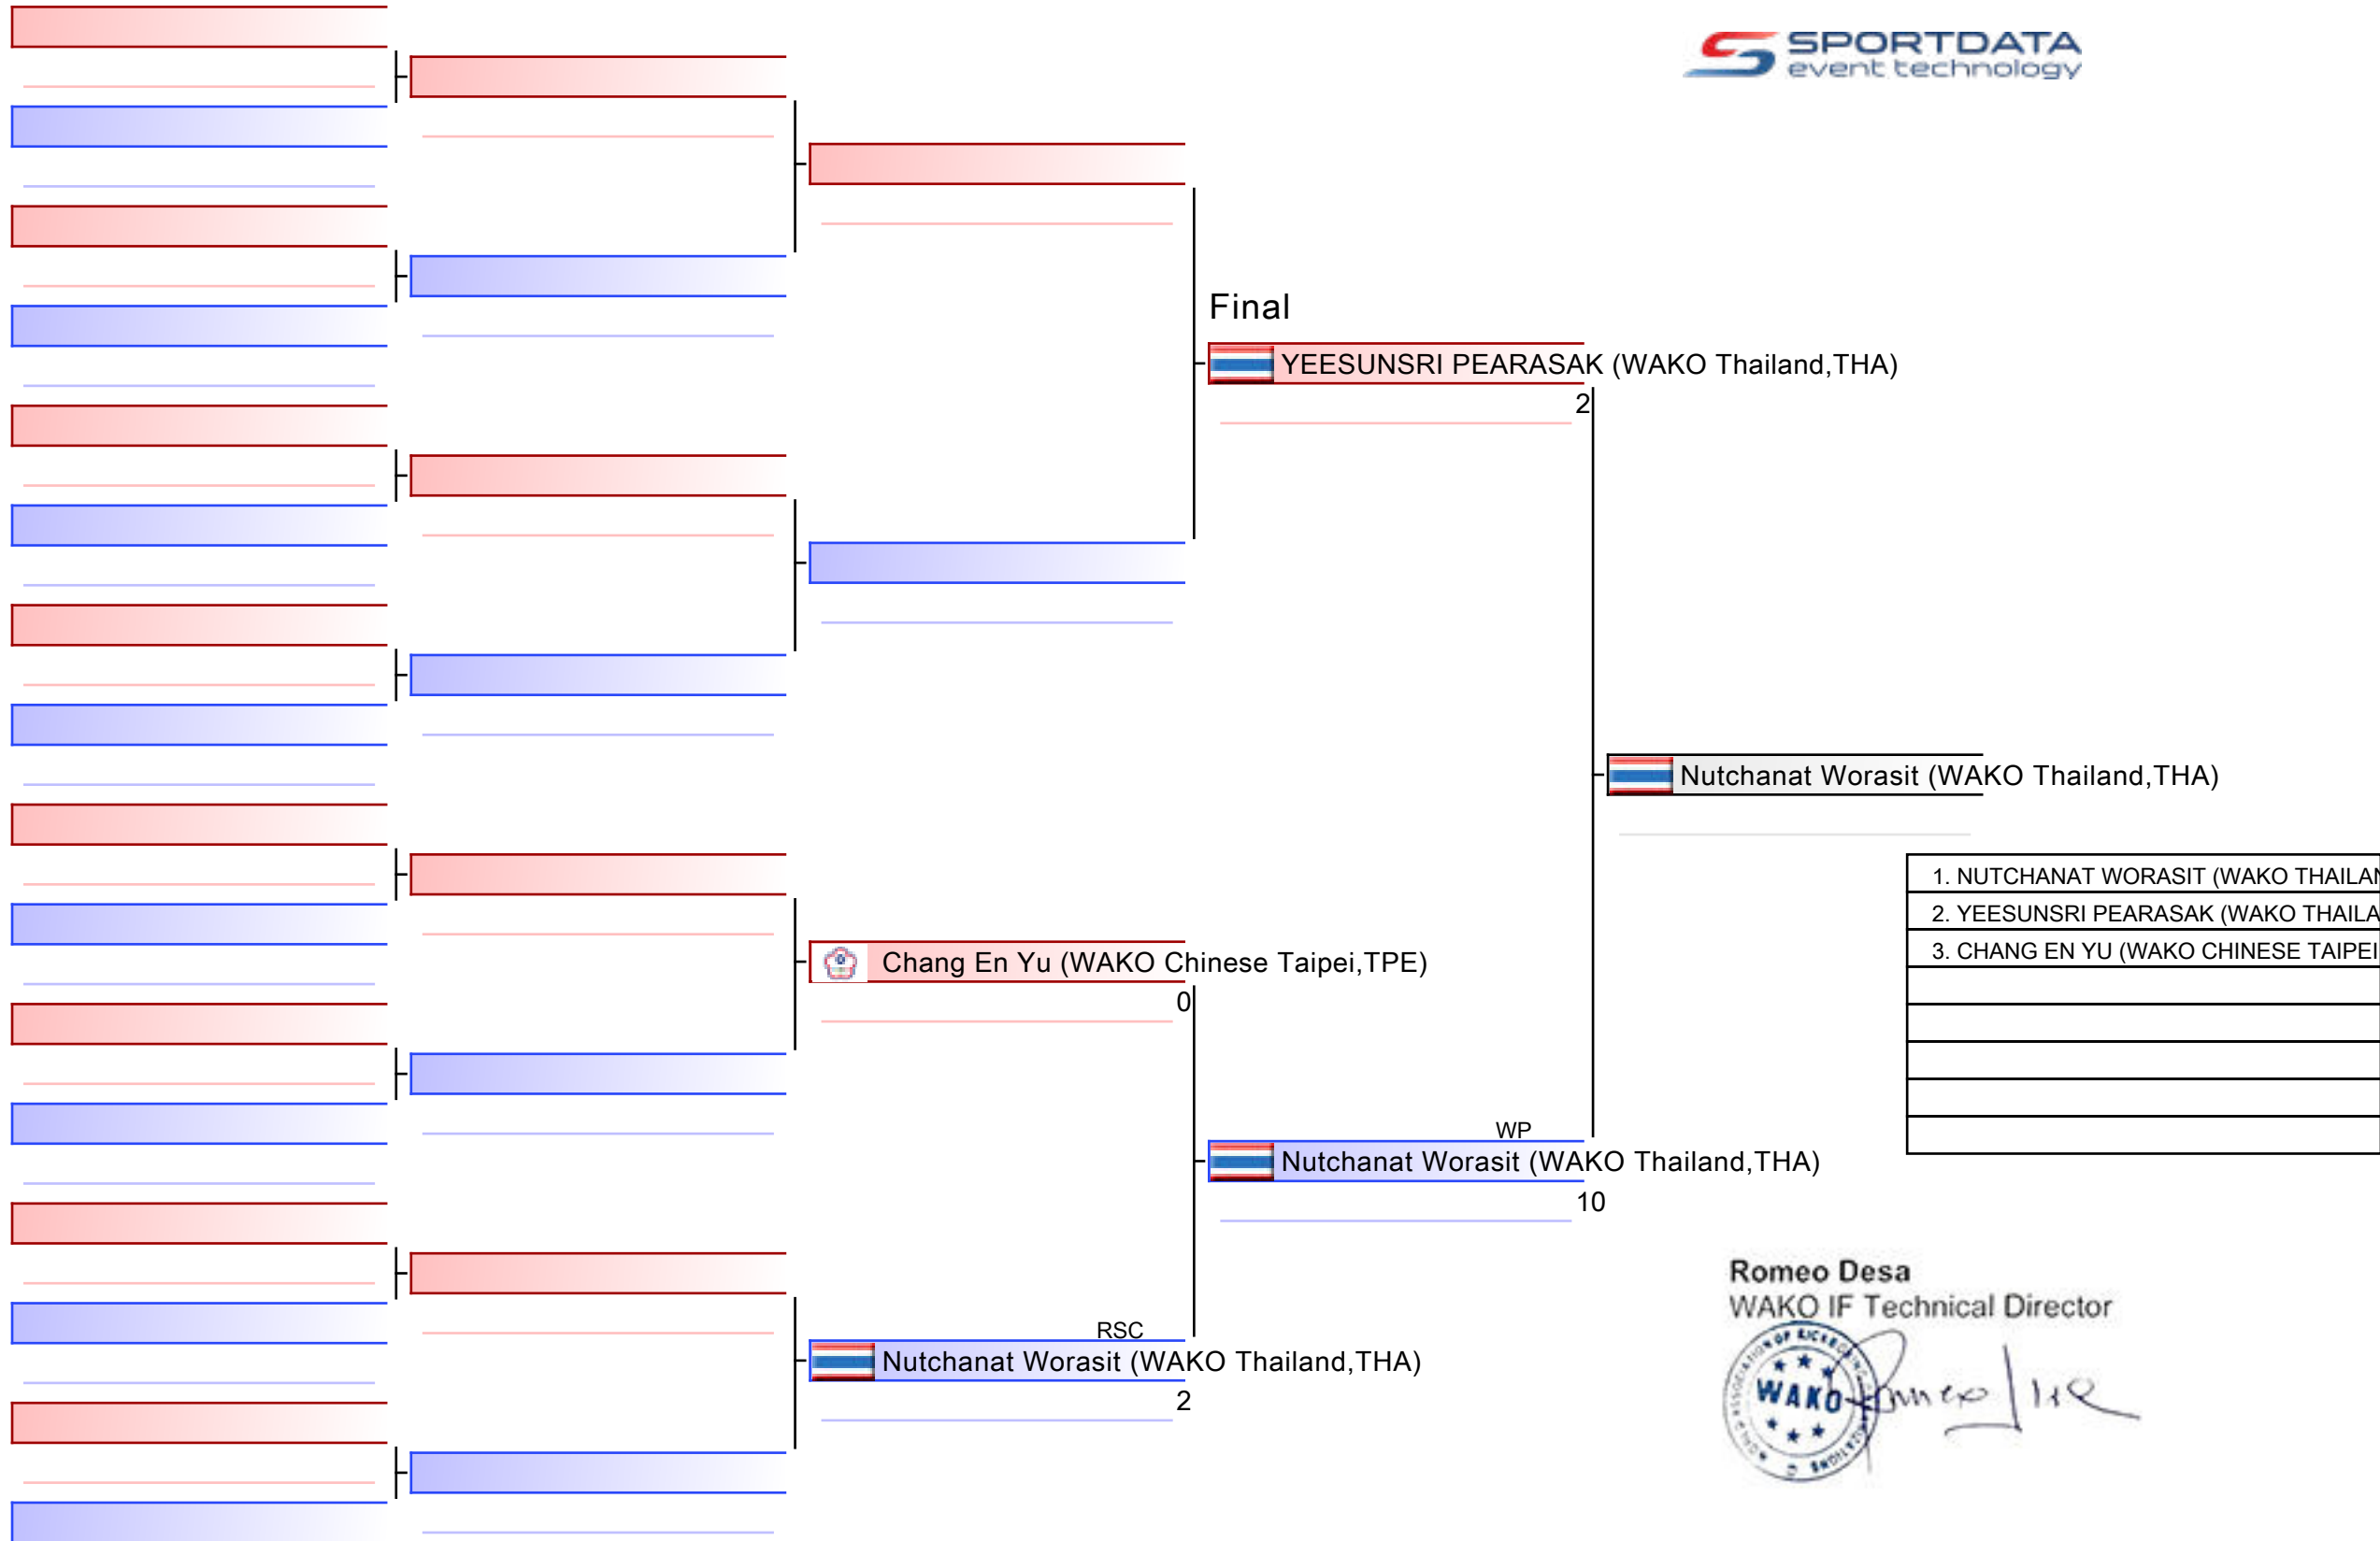 SPORTDATA
event technology
Final
YEESUNSRI PEARASAK (WAKO Thailand,THA)
2
Nutchanat Worasit (WAKO Thailand,THA)
1. NUTCHANAT WORASIT (WAKO THAILAN
2. YEESUNSRI PEARASAK (WAKO THAILA
3. CHANG EN YU (WAKO CHINESE TAIPEI
Chang En Yu (WAKO Chinese Taipei,TPE)
0
WP
Nutchanat Worasit (WAKO Thailand,THA)
10
RSC
Nutchanat Worasit (WAKO Thailand,THA)
2
Romeo Desa
WAKO IF Technical Director
WAKO